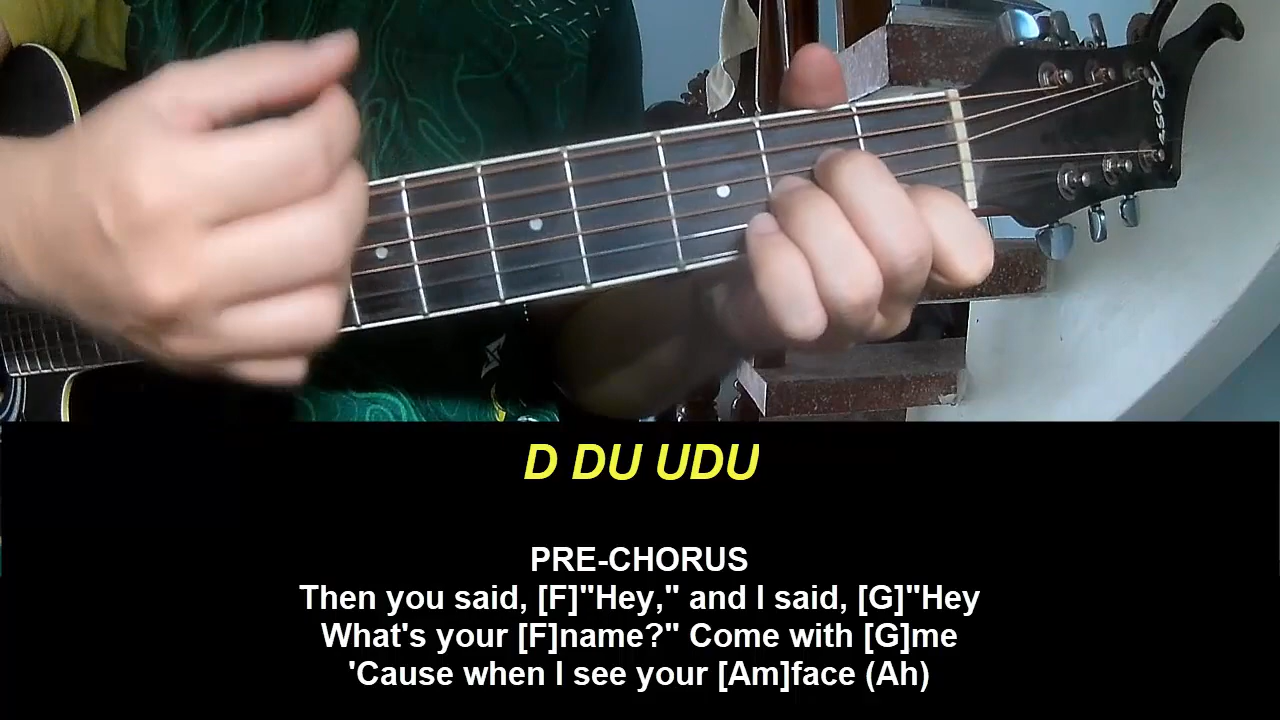 Rosa
D DU UDU
PRE-CHORUS
Then you said, [F]"Hey," and I said, [G]"Hey
What's your [F]name?" Come with [G]me
'Cause when I see your [Am]face (Ah)